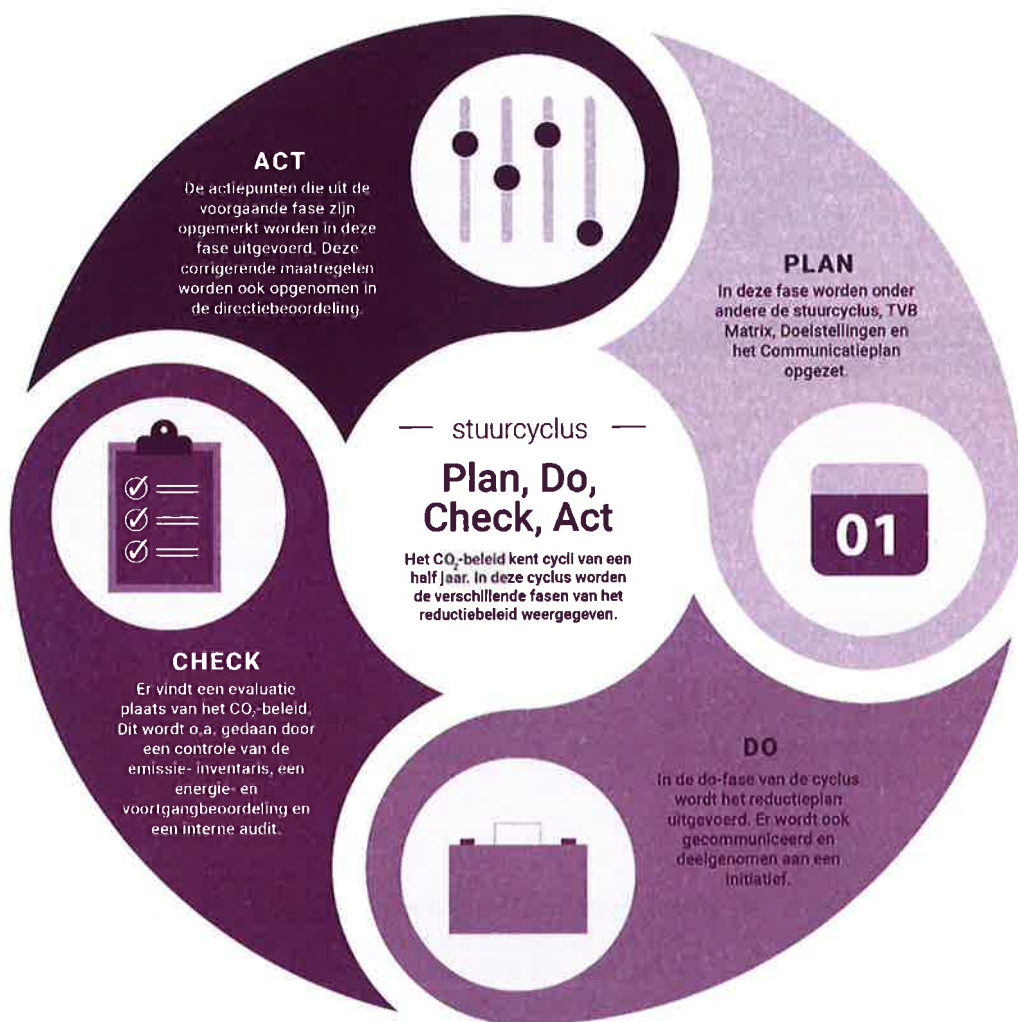 ACT
De actiepunten die uit de
voorgaande fase zijn
opgemerkt worden in deze
fase uitgevoerd. Deze
corrigerende maatregelen
worden ook opgenomen in
de directiebeoordeling.
PLAN
In deze fase worden onder
andere de stuurcyclus, TVB
Matrix, Doelstellingen en
het Communicatieplan
opgezet.
01
— stuurcyclus —
Plan, Do,
Check, Act
Het CO₂-beleid kent cycli van een
half jaar. In deze cyclus worden
de verschillende fasen van het
reductiebeleid weergegeven.
CHECK
Er vindt een evaluatie
plaats van het CO₂-beleid.
Dit wordt o.a. gedaan door
een controle van de
emissie- inventaris, een
energie- en
voortgangbeoordeling en
een interne audit.
DO
In de do-fase van de cyclus
wordt het reductieplan
uitgevoerd. Er wordt ook
gecommuniceerd en
deelgenomen aan een
initiatief.